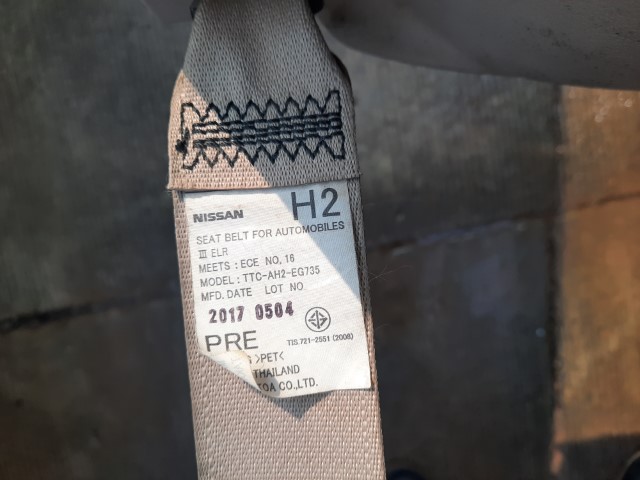 NISSAN H2
SEAT BELT FOR AUTOMOBILES
III ELR
MEETS : ECE NO. 16
MODEL : TTC-AH2-EG735
MFD. DATE LOT NO.
2017 0504
PRE
TIS.721-2551 (2008)
>PET<
THAILAND
CO.,LTD.